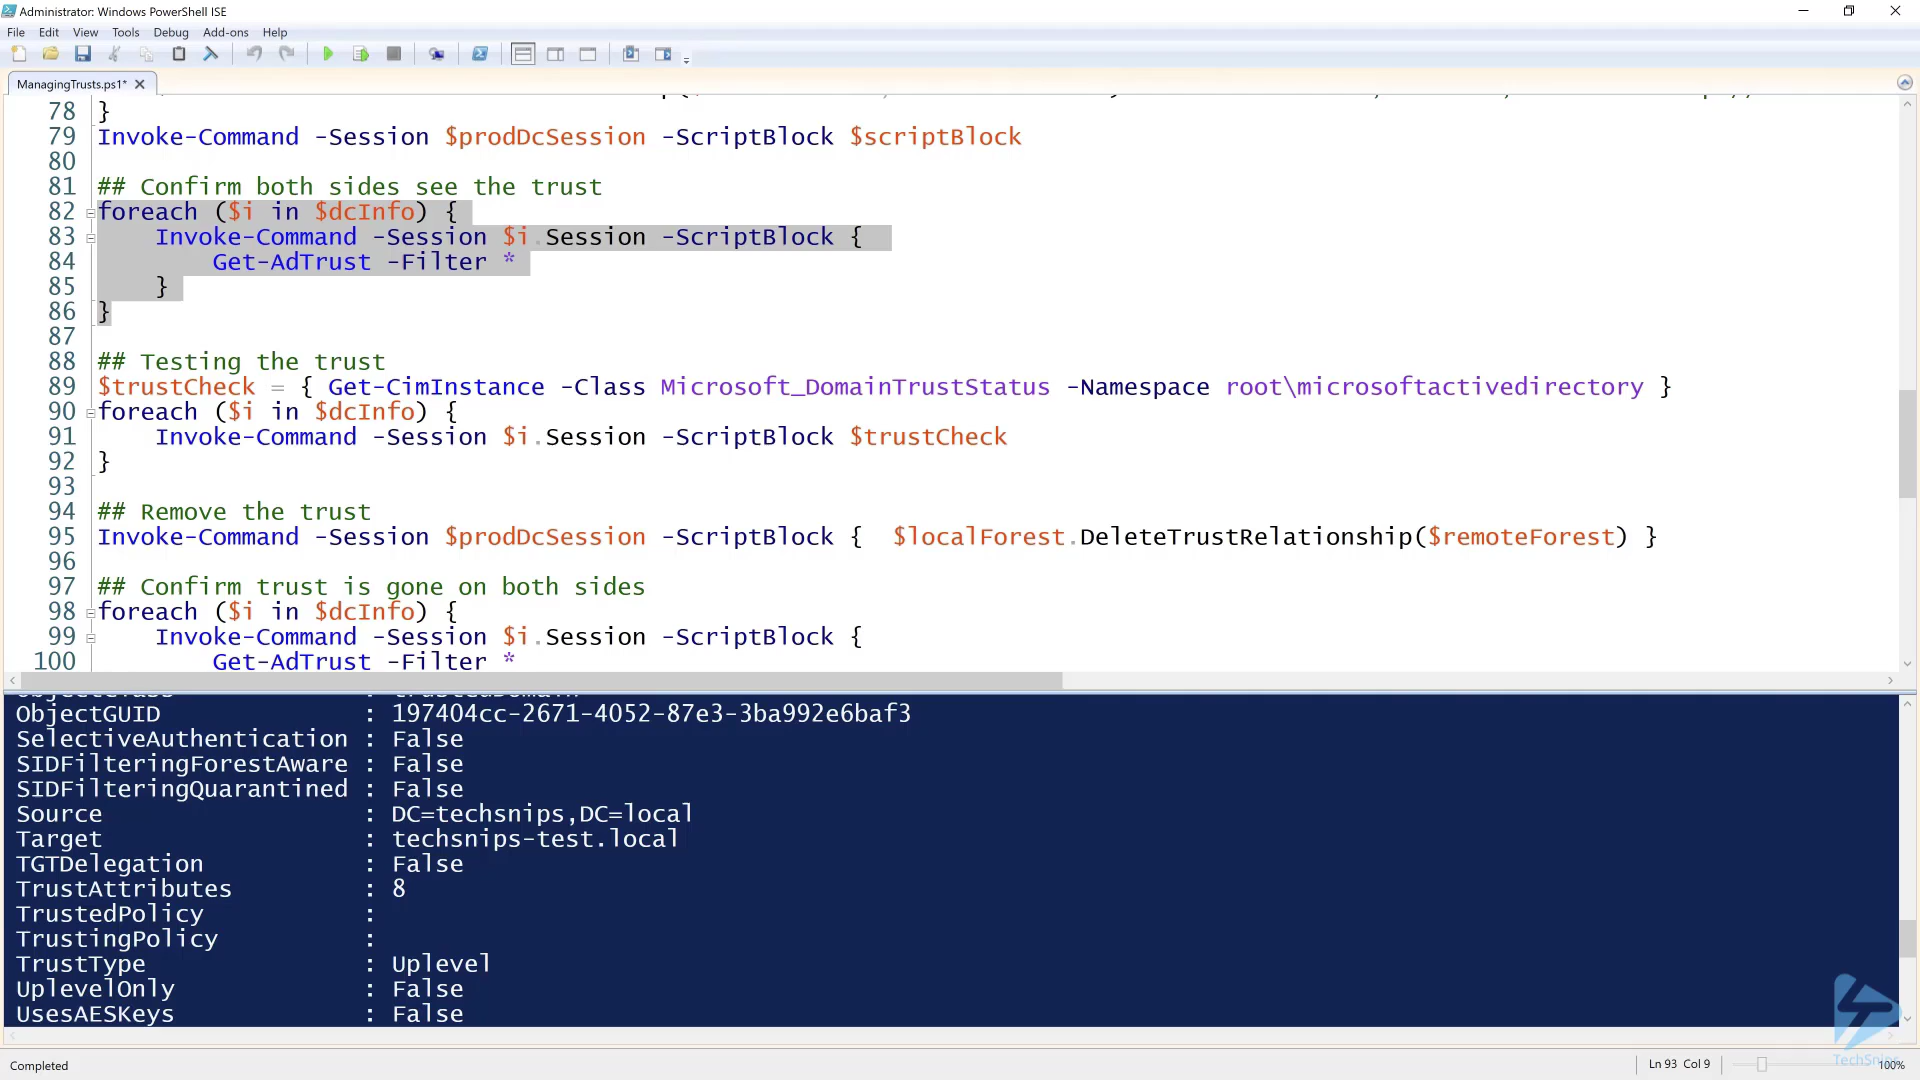 Administrator: Windows PowerShell ISE
File Edit View Tools Debug Add-ons Help
ManagingTrusts.ps1*
78 }
79 Invoke-Command -Session $prodDcSession -ScriptBlock $scriptBlock
80
81 ## Confirm both sides see the trust
82 foreach ($i in $dcInfo) {
83 Invoke-Command -Session $i.Session -ScriptBlock {
84 Get-AdTrust -Filter *
85 }
86 }
87
88 ## Testing the trust
89 $trustCheck = { Get-CimInstance -Class Microsoft_DomainTrustStatus -Namespace root\microsoftactivedirectory }
90 foreach ($i in $dcInfo) {
91 Invoke-Command -Session $i.Session -ScriptBlock $trustCheck
92 }
93
94 ## Remove the trust
95 Invoke-Command -Session $prodDcSession -ScriptBlock { $localForest.DeleteTrustRelationship($remoteForest) }
96
97 ## Confirm trust is gone on both sides
98 foreach ($i in $dcInfo) {
99 Invoke-Command -Session $i.Session -ScriptBlock {
100 Get-AdTrust -Filter *
ObjectGUID : 197404cc-2671-4052-87e3-3ba992e6baf3
SelectiveAuthentication : False
SIDFilteringForestAware : False
SIDFilteringQuarantined : False
Source : DC=techsnips,DC=local
Target : techsnips-test.local
TGTDelegation : False
TrustAttributes : 8
TrustedPolicy :
TrustingPolicy :
TrustType : Uplevel
UplevelOnly : False
UsesAESKeys : False
TechSnips
Completed
Ln 93 Col 9
100%